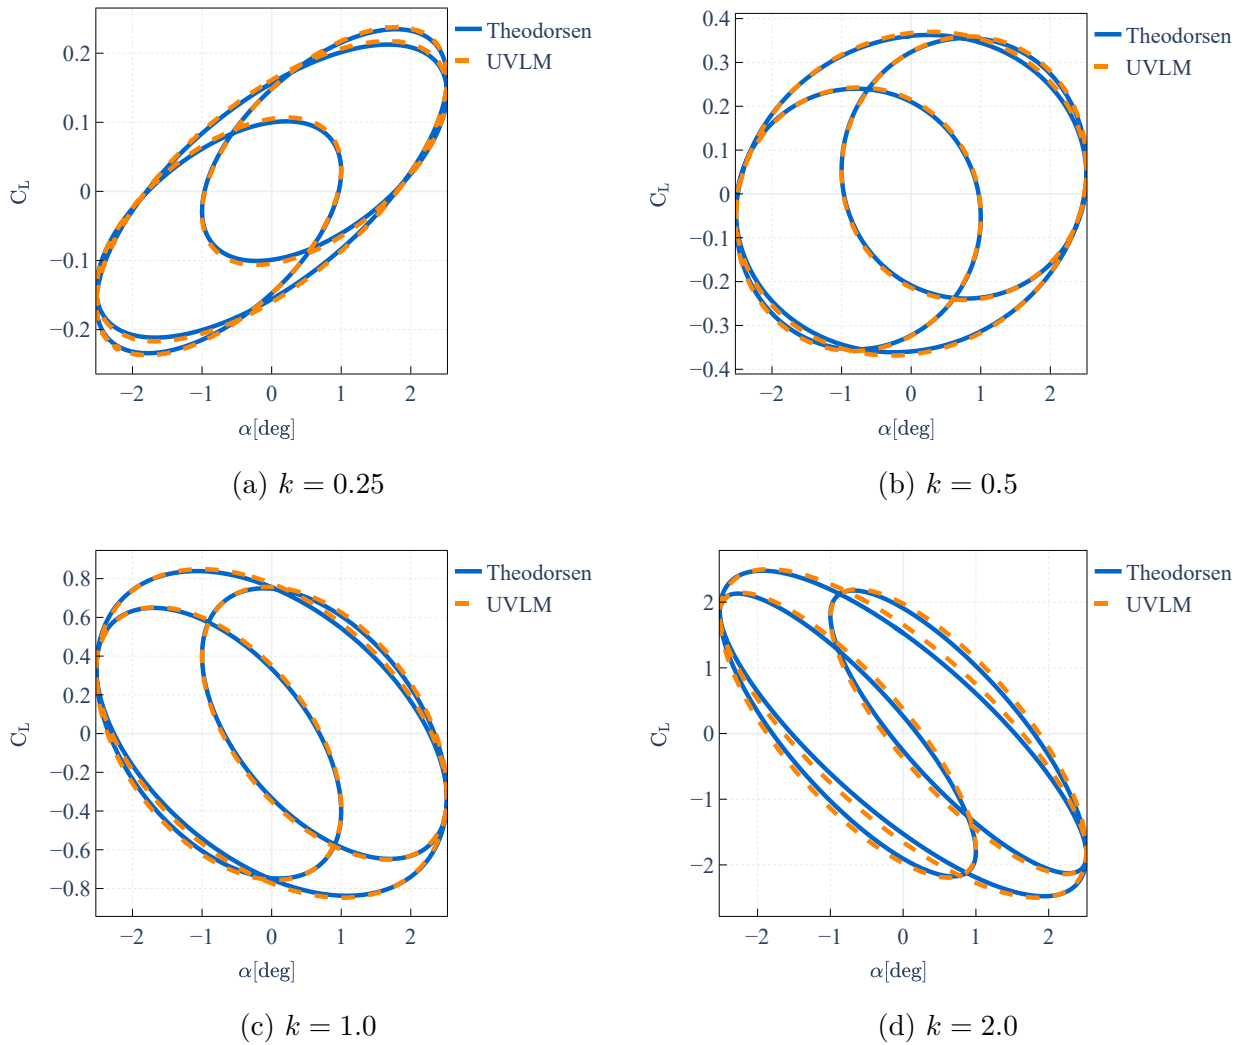 Theodorsen
UVLM
0.2
0.1
0
−0.1
−0.2
C_L
−2
−1
0
1
2
α[deg]
(a) k = 0.25
Theodorsen
UVLM
0.4
0.3
0.2
0.1
0
−0.1
−0.2
−0.3
−0.4
C_L
−2
−1
0
1
2
α[deg]
(b) k = 0.5
Theodorsen
UVLM
0.8
0.6
0.4
0.2
0
−0.2
−0.4
−0.6
−0.8
C_L
−2
−1
0
1
2
α[deg]
(c) k = 1.0
Theodorsen
UVLM
2
1
0
−1
−2
C_L
−2
−1
0
1
2
α[deg]
(d) k = 2.0